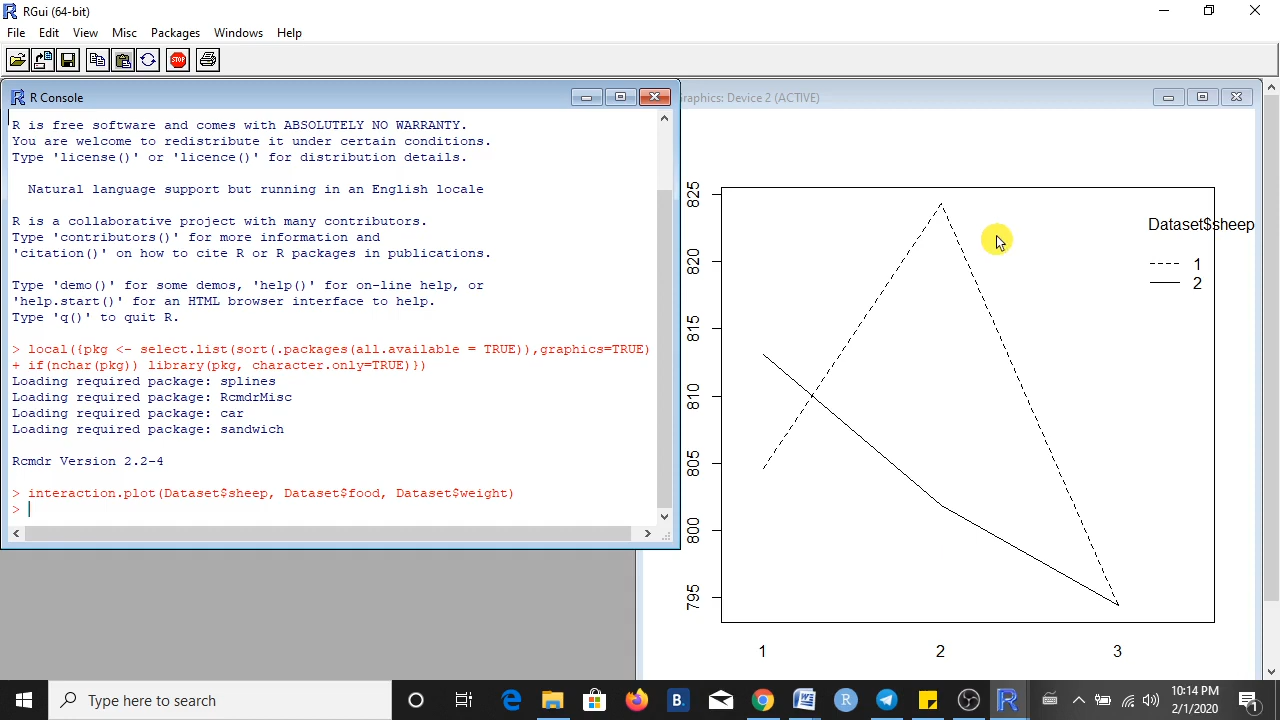 RGui (64-bit)
File Edit View Misc Packages Windows Help
R Console
R is free software and comes with ABSOLUTELY NO WARRANTY.
You are welcome to redistribute it under certain conditions.
Type 'license()' or 'licence()' for distribution details.
Natural language support but running in an English locale
R is a collaborative project with many contributors.
Type 'contributors()' for more information and
'citation()' on how to cite R or R packages in publications.
Type 'demo()' for some demos, 'help()' for on-line help, or
'help.start()' for an HTML browser interface to help.
Type 'q()' to quit R.
> local({pkg <- select.list(sort(.packages(all.available = TRUE)),graphics=TRUE)
+ if(nchar(pkg)) library(pkg, character.only=TRUE)})
Loading required package: splines
Loading required package: RcmdrMisc
Loading required package: car
Loading required package: sandwich
Rcmdr Version 2.2-4
> interaction.plot(Dataset$sheep, Dataset$food, Dataset$weight)
>
Graphics: Device 2 (ACTIVE)
825
820
815
810
805
800
795
Dataset$sheep
1
2
1 2 3
Type here to search
10:14 PM
2/1/2020